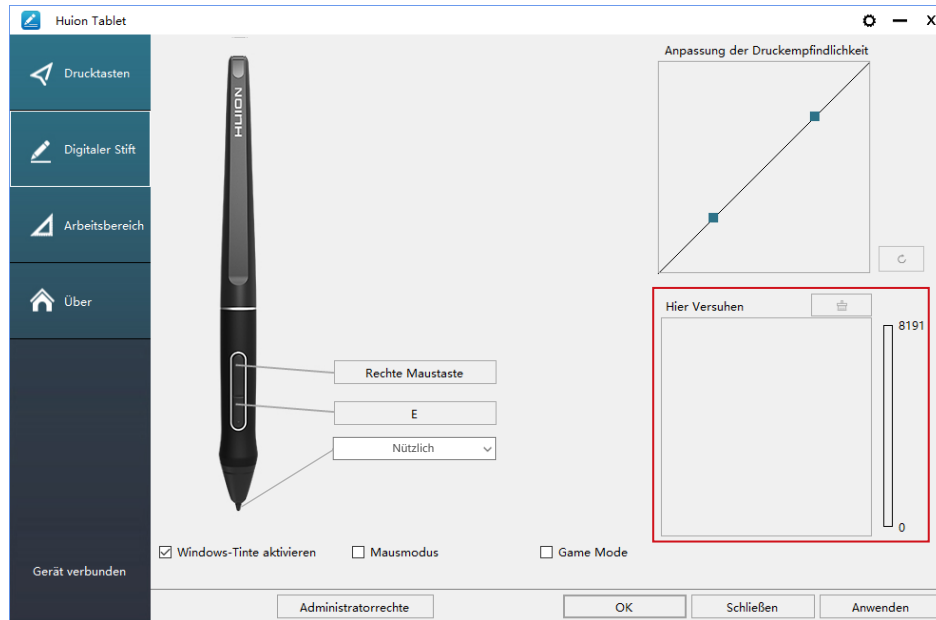 Huion Tablet
Drucktasten
Digitaler Stift
Arbeitsbereich
Über
Gerät verbunden
HUION
Rechte Maustaste
E
Nützlich
Anpassung der Druckempfindlichkeit
Hier Versuhen
8191
0
Windows-Tinte aktivieren
Mausmodus
Game Mode
Administratorrechte
OK
Schließen
Anwenden